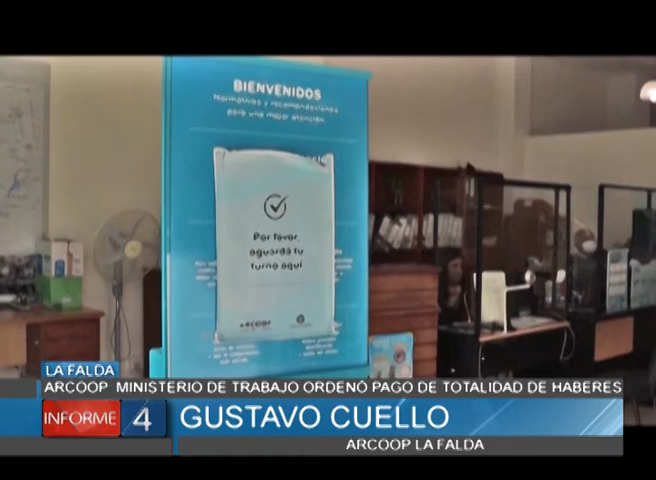 BIENVENIDOS
Normativas y recomendaciones
para una mejor atención
Por favor,
aguardá tu
turno aquí
ARCOOP
LA FALDA
ARCOOP MINISTERIO DE TRABAJO ORDENÓ PAGO DE TOTALIDAD DE HABERES
INFORME 4 GUSTAVO CUELLO
ARCOOP LA FALDA